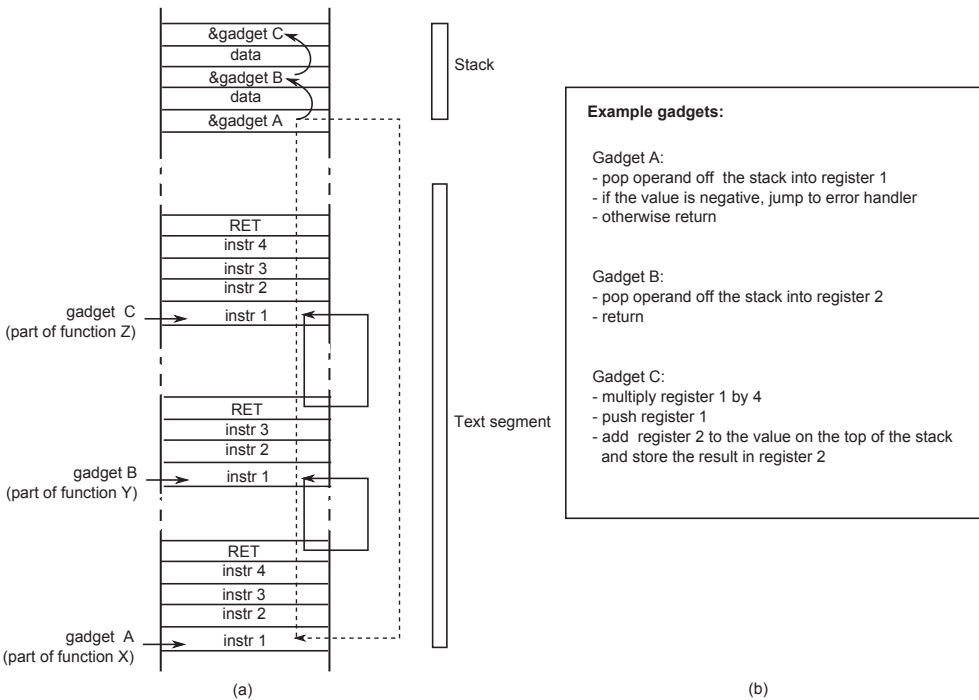 &gadget C
data
&gadget B
data
&gadget A
Stack
RET
instr 4
instr 3
instr 2
instr 1
gadget C
(part of function Z)
RET
instr 3
instr 2
instr 1
gadget B
(part of function Y)
Text segment
RET
instr 4
instr 3
instr 2
instr 1
gadget A
(part of function X)
(a)
Example gadgets:
Gadget A:
- pop operand off the stack into register 1
- if the value is negative, jump to error handler
- otherwise return
Gadget B:
- pop operand off the stack into register 2
- return
Gadget C:
- multiply register 1 by 4
- push register 1
- add register 2 to the value on the top of the stack
and store the result in register 2
(b)